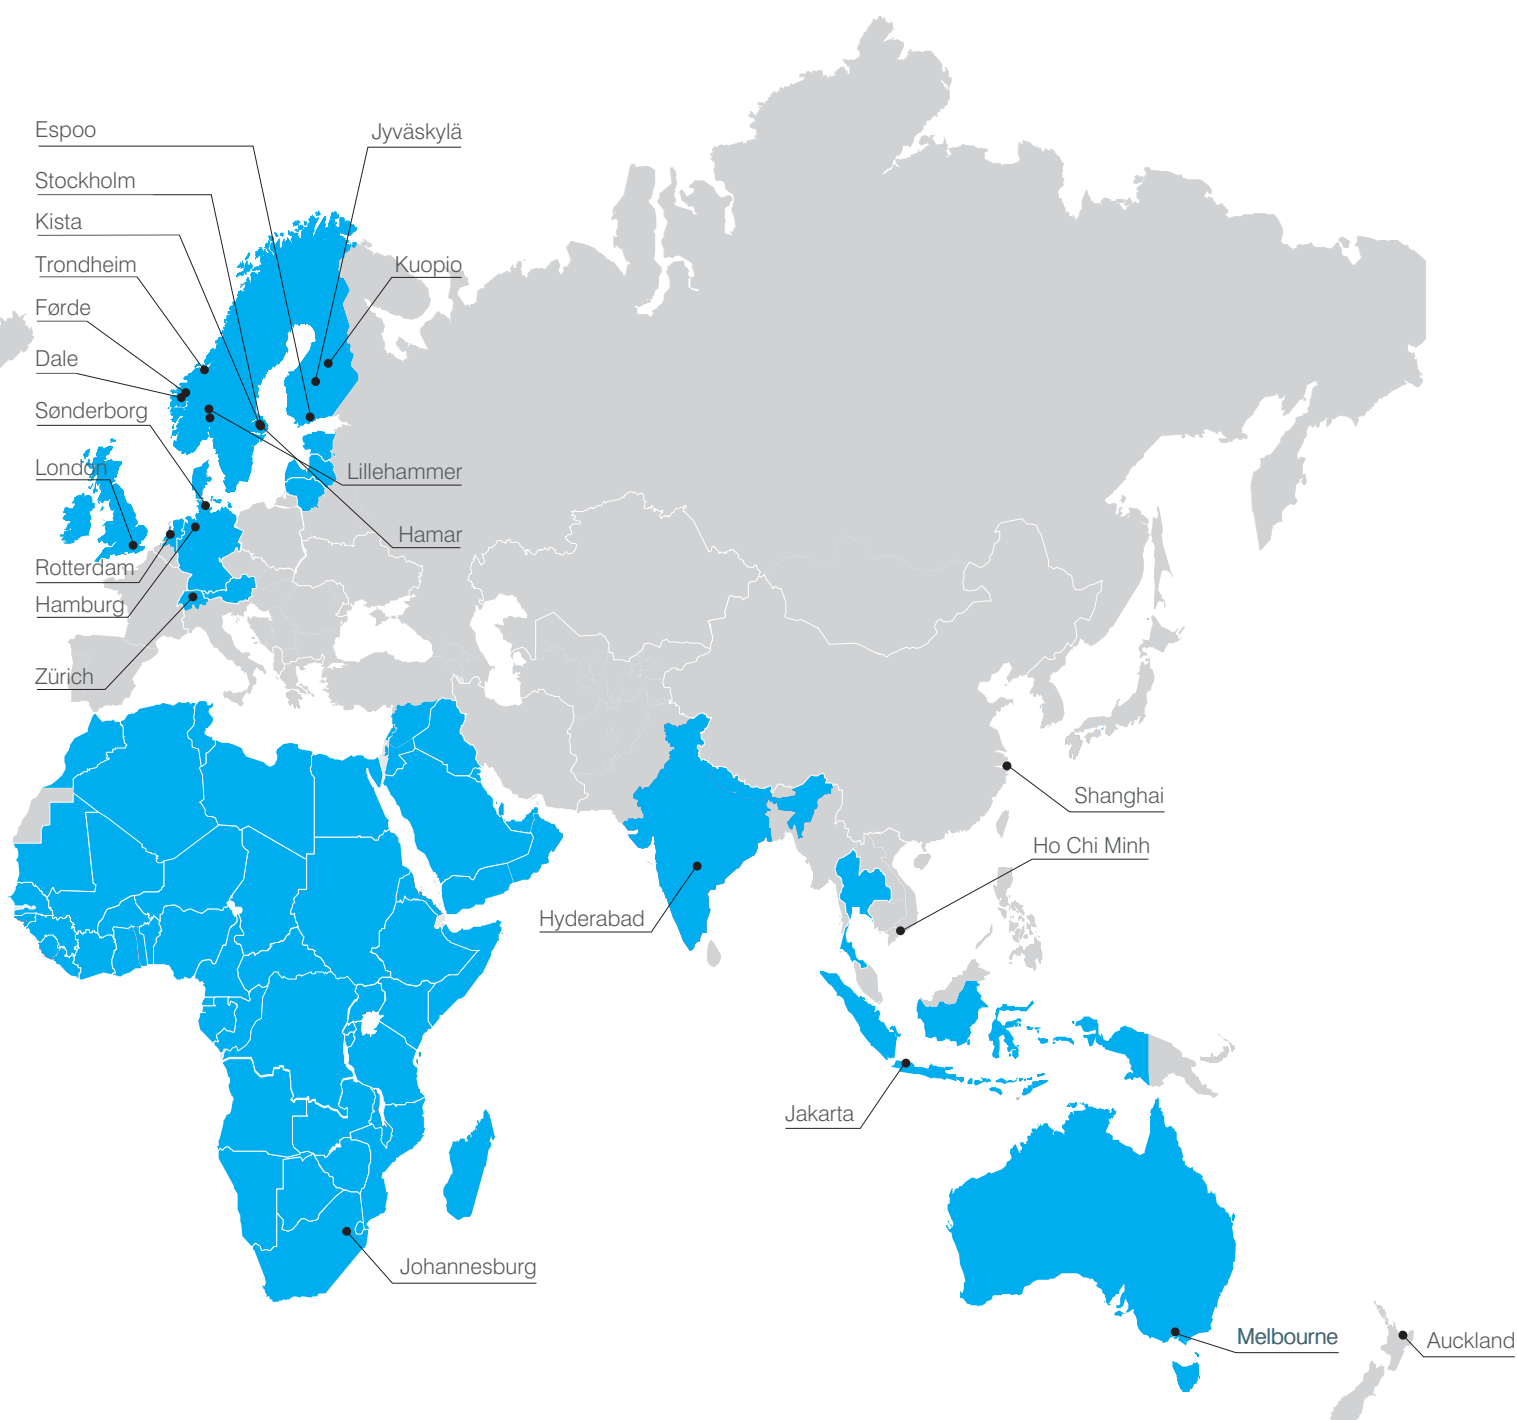 Espoo
Jyväskylä
Stockholm
Kista
Trondheim
Kuopio
Førde
Dale
Sønderborg
London
Lillehammer
Hamar
Rotterdam
Hamburg
Zürich
Shanghai
Ho Chi Minh
Hyderabad
Jakarta
Johannesburg
Melbourne
Auckland